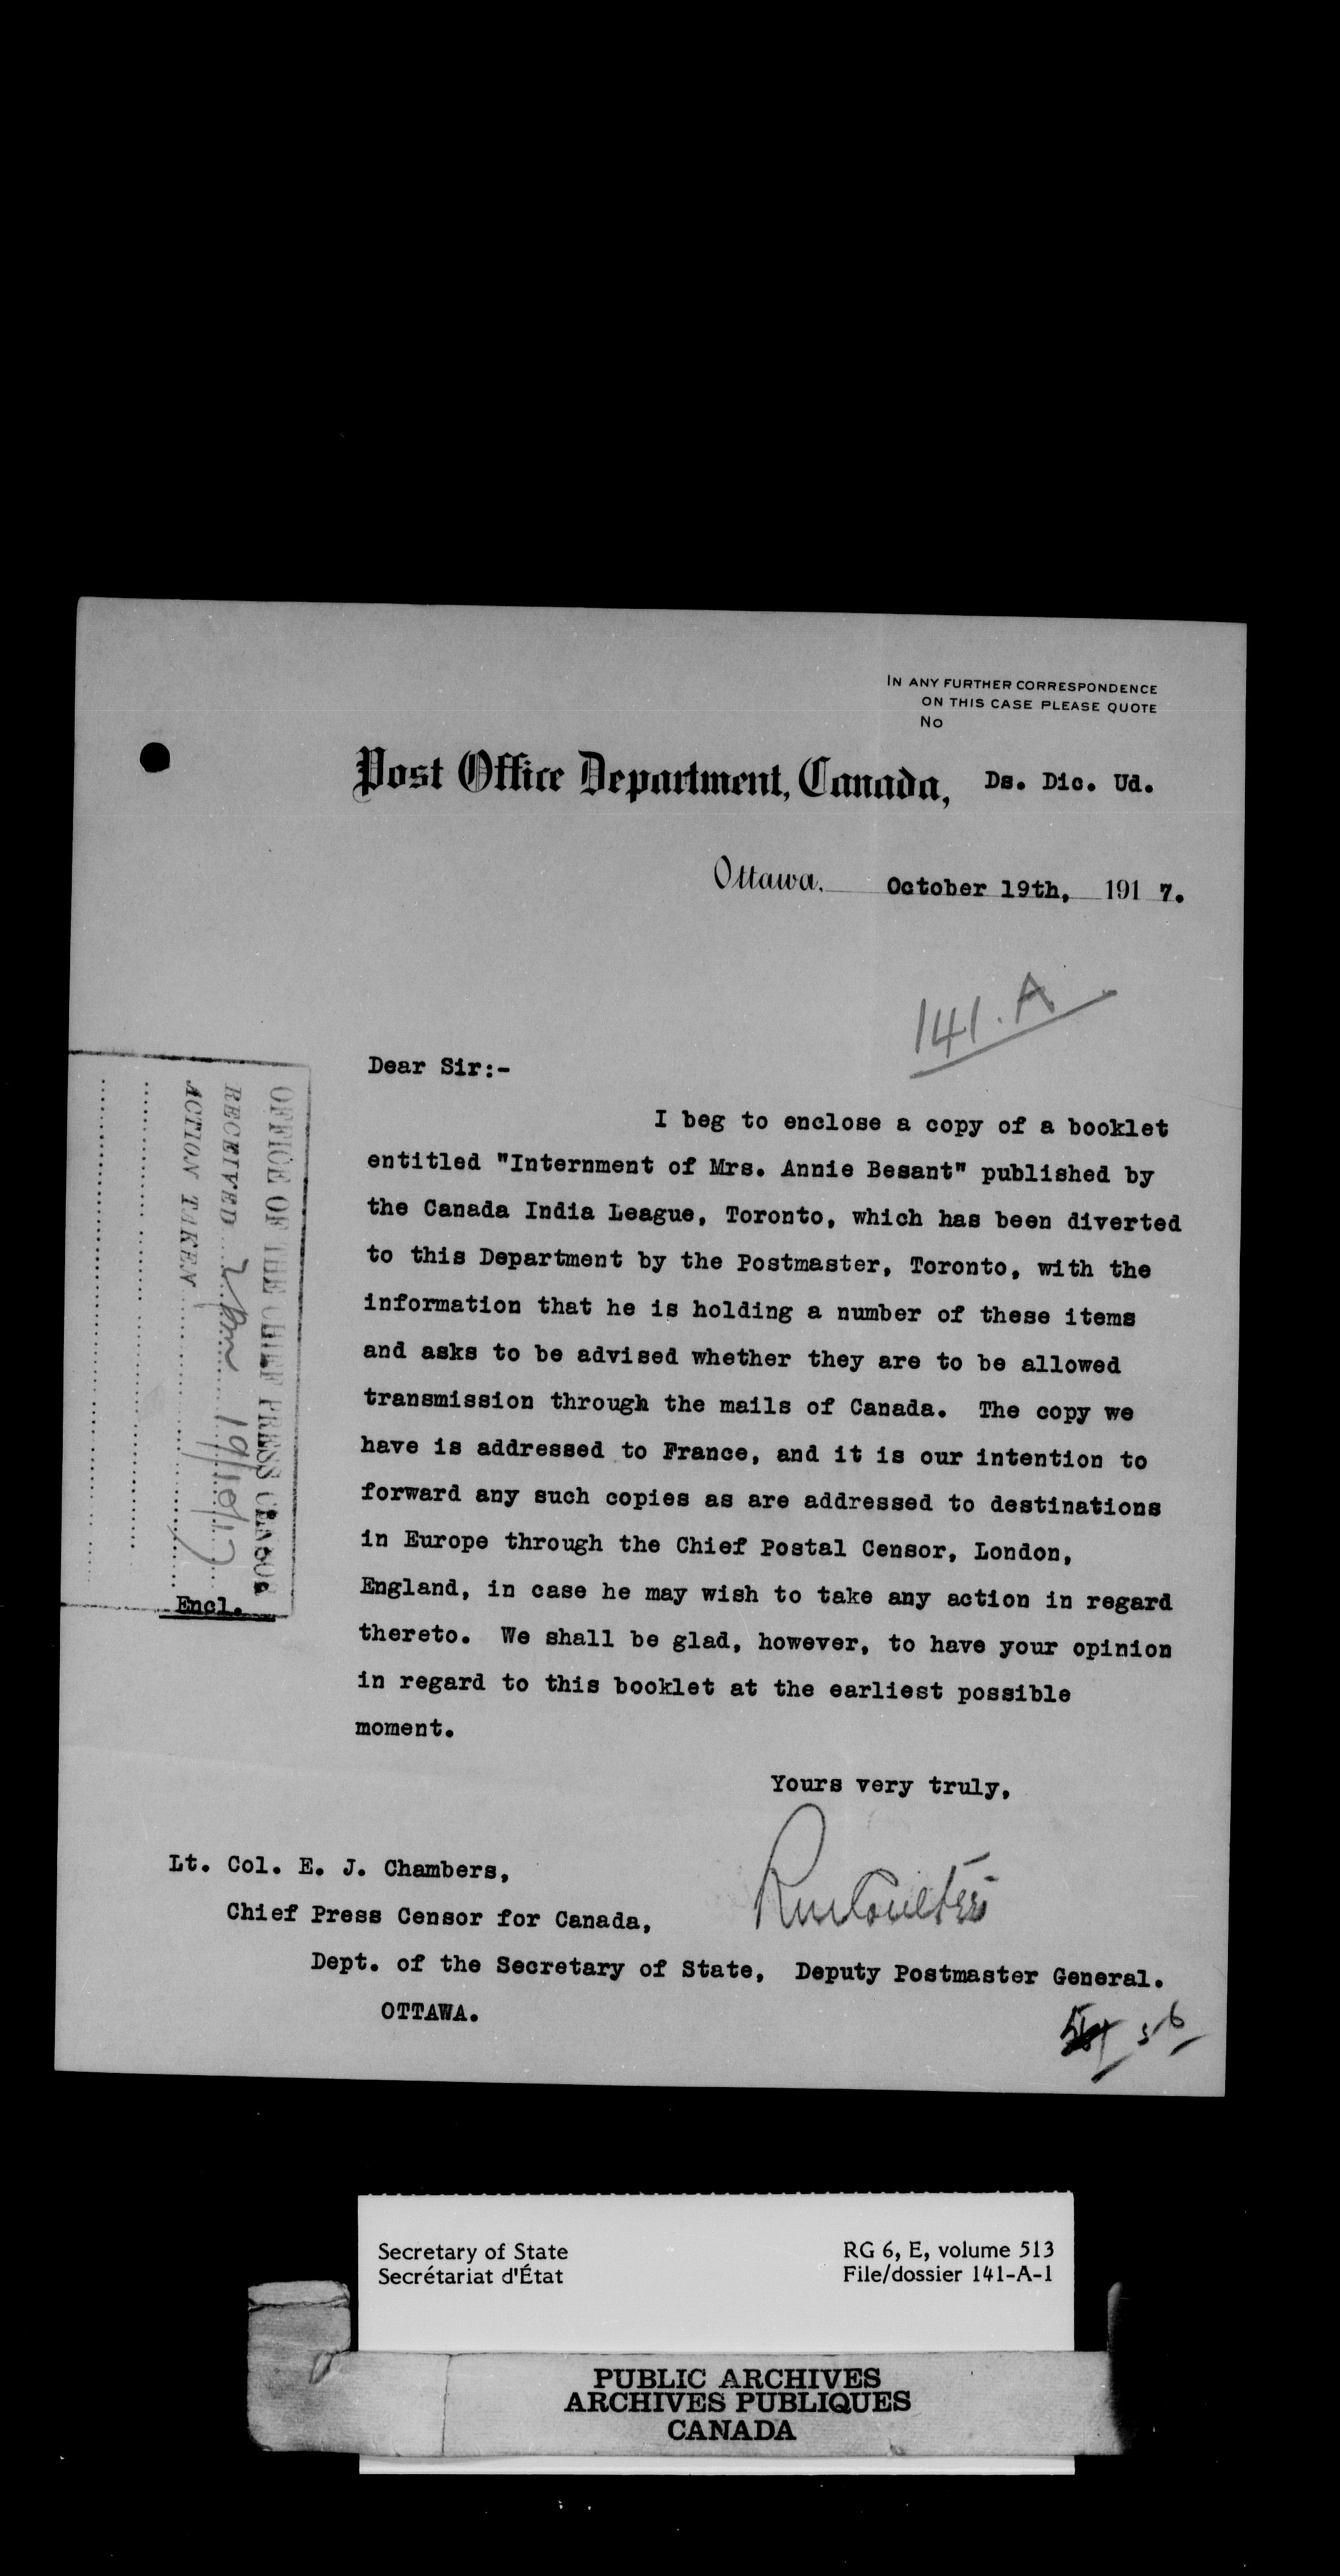 IN ANY FURTHER CORRESPONDENCE
ON THIS CASE PLEASE QUOTE
No
Post Office Department, Canada,
Ds. Dic. Ud.
Ottawa, October 19th, 1917.
141.A
Dear Sir:-
I beg to enclose a copy of a booklet
entitled "Internment of Mrs. Annie Besant" published by
the Canada India League, Toronto, which has been diverted
to this Department by the Postmaster, Toronto, with the
information that he is holding a number of these items
and asks to be advised whether they are to be allowed
transmission through the mails of Canada. The copy we
have is addressed to France, and it is our intention to
forward any such copies as are addressed to destinations
in Europe through the Chief Postal Censor, London,
England, in case he may wish to take any action in regard
thereto. We shall be glad, however, to have your opinion
in regard to this booklet at the earliest possible
moment.
OFFICE OF THE CHIEF PRESS CENSOR
RECEIVED 19/10/17
ACTION TAKEN
Encl.
Yours very truly,
Lt. Col. E. J. Chambers,
Chief Press Censor for Canada,
Dept. of the Secretary of State,
OTTAWA.
RmCoulter
Deputy Postmaster General.
56
Secretary of State
Secrétariat d'État
RG 6, E, volume 513
File/dossier 141-A-1
PUBLIC ARCHIVES
ARCHIVES PUBLIQUES
CANADA